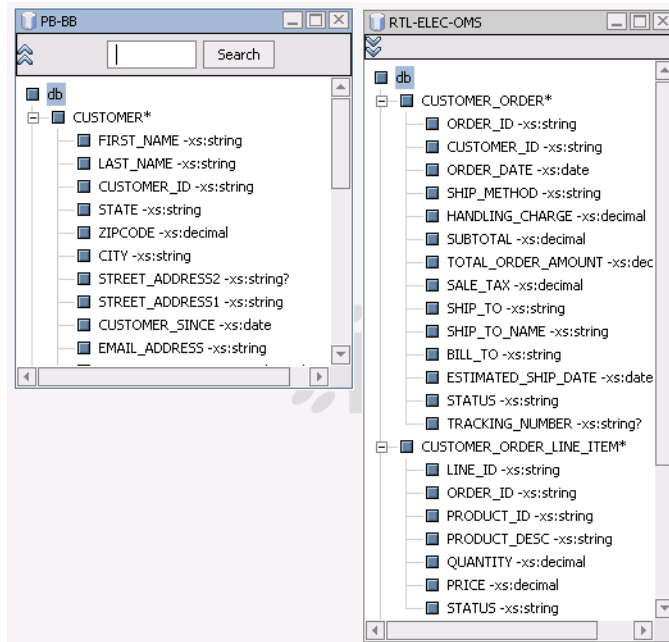 PB-BB
Search
db
CUSTOMER*
FIRST_NAME -xs:string
LAST_NAME -xs:string
CUSTOMER_ID -xs:string
STATE -xs:string
ZIPCODE -xs:decimal
CITY -xs:string
STREET_ADDRESS2 -xs:string?
STREET_ADDRESS1 -xs:string
CUSTOMER_SINCE -xs:date
EMAIL_ADDRESS -xs:string
RTL-ELEC-OMS
db
CUSTOMER_ORDER*
ORDER_ID -xs:string
CUSTOMER_ID -xs:string
ORDER_DATE -xs:date
SHIP_METHOD -xs:string
HANDLING_CHARGE -xs:decimal
SUBTOTAL -xs:decimal
TOTAL_ORDER_AMOUNT -xs:dec
SALE_TAX -xs:decimal
SHIP_TO -xs:string
SHIP_TO_NAME -xs:string
BILL_TO -xs:string
ESTIMATED_SHIP_DATE -xs:date
STATUS -xs:string
TRACKING_NUMBER -xs:string?
CUSTOMER_ORDER_LINE_ITEM*
LINE_ID -xs:string
ORDER_ID -xs:string
PRODUCT_ID -xs:string
PRODUCT_DESC -xs:string
QUANTITY -xs:decimal
PRICE -xs:decimal
STATUS -xs:string